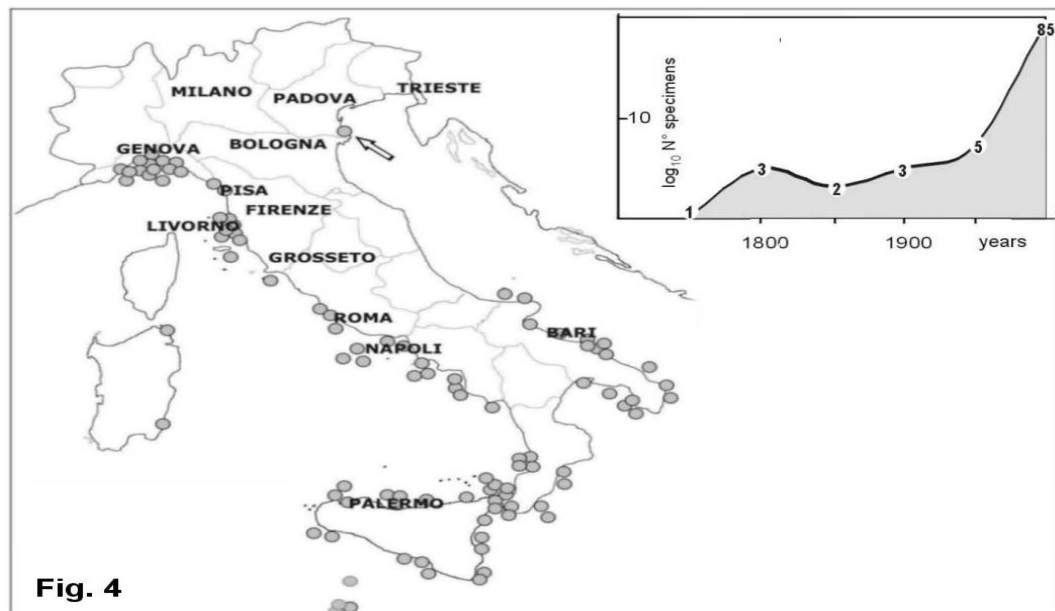 MILANO
PADOVA
TRIESTE
GENOVA
BOLOGNA
PISA
FIRENZE
LIVORNO
GROSSETO
ROMA
NAPOLI
BARI
PALERMO
Fig. 4
log10 N° specimens
10
1
3
2
3
5
85
1800
1900
years